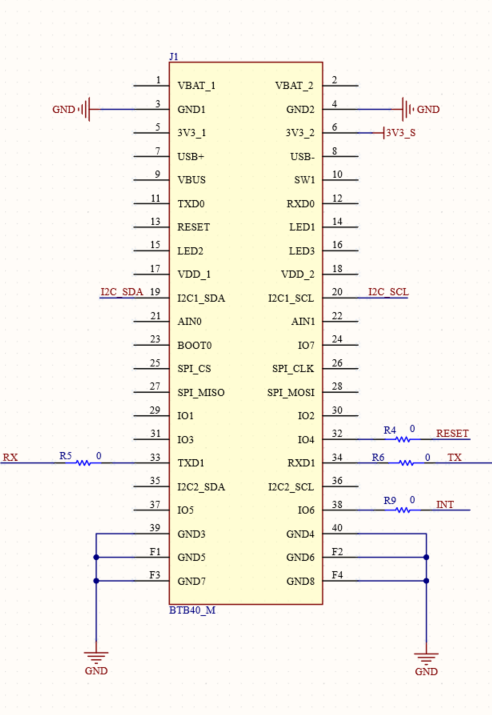 J1
1 VBAT_1 VBAT_2 2
GND 3 GND1 GND2 4 GND
5 3V3_1 3V3_2 6 3V3_S
7 USB+ USB- 8
9 VBUS SW1 10
11 TXD0 RXD0 12
13 RESET LED1 14
15 LED2 LED3 16
17 VDD_1 VDD_2 18
I2C_SDA 19 I2C1_SDA I2C1_SCL 20 I2C_SCL
21 AIN0 AIN1 22
23 BOOT0 IO7 24
25 SPI_CS SPI_CLK 26
27 SPI_MISO SPI_MOSI 28
29 IO1 IO2 30
31 IO3 IO4 32 R4 0 RESET
RX R5 0 33 TXD1 RXD1 34 R6 0 TX
35 I2C2_SDA I2C2_SCL 36
37 IO5 IO6 38 R9 0 INT
39 GND3 GND4 40
F1 GND5 GND6 F2
F3 GND7 GND8 F4
BTB40_M
GND GND